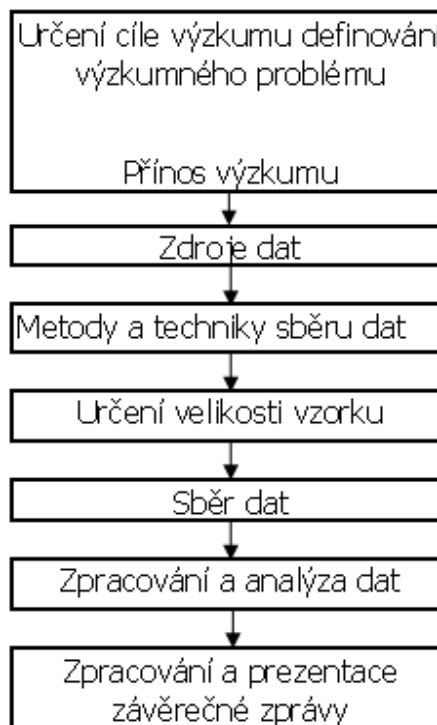 Určení cíle výzkumu definování
výzkumného problému
Přínos výzkumu
Zdroje dat
Metody a techniky sběru dat
Určení velikosti vzorku
Sběr dat
Zpracování a analýza dat
Zpracování a prezentace
závěrečné zprávy